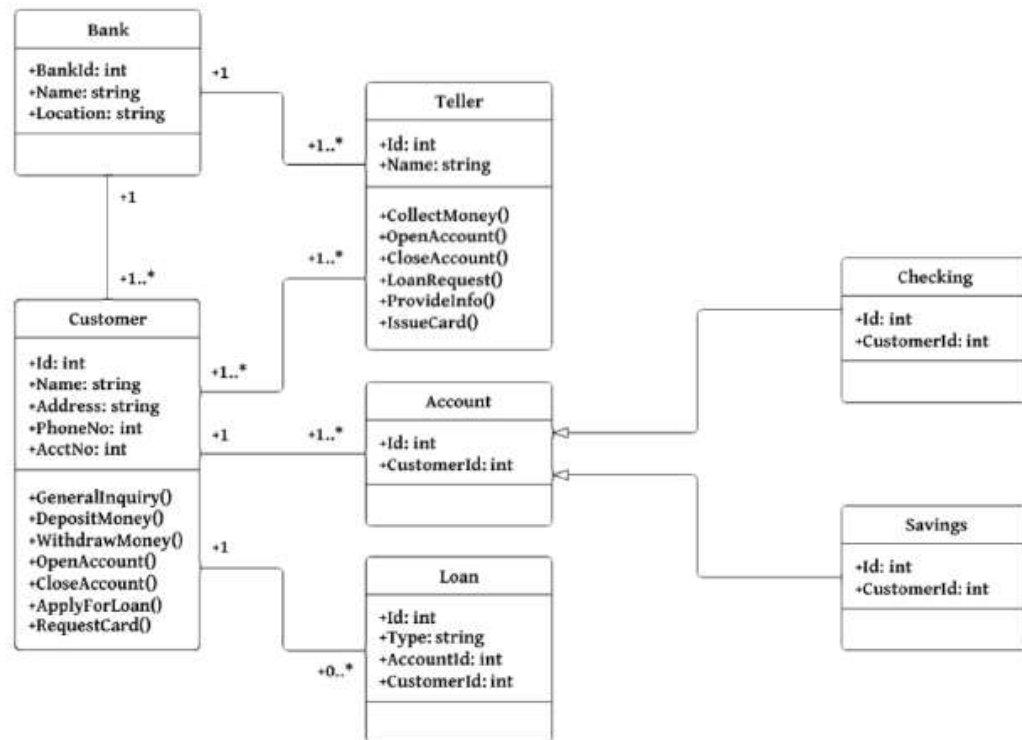 Bank
+BankId: int
+Name: string
+Location: string
+1
+1..*
+1
+1..*
Teller
+Id: int
+Name: string
+CollectMoney()
+OpenAccount()
+CloseAccount()
+LoanRequest()
+ProvideInfo()
+IssueCard()
Customer
+Id: int
+Name: string
+Address: string
+PhoneNo: int
+AcctNo: int
+GeneralInquiry()
+DepositMoney()
+WithdrawMoney()
+OpenAccount()
+CloseAccount()
+ApplyForLoan()
+RequestCard()
+1..*
+1..*
+1
+1..*
Account
+Id: int
+CustomerId: int
+1
+0..*
Loan
+Id: int
+Type: string
+AccountId: int
+CustomerId: int
Checking
+Id: int
+CustomerId: int
Savings
+Id: int
+CustomerId: int